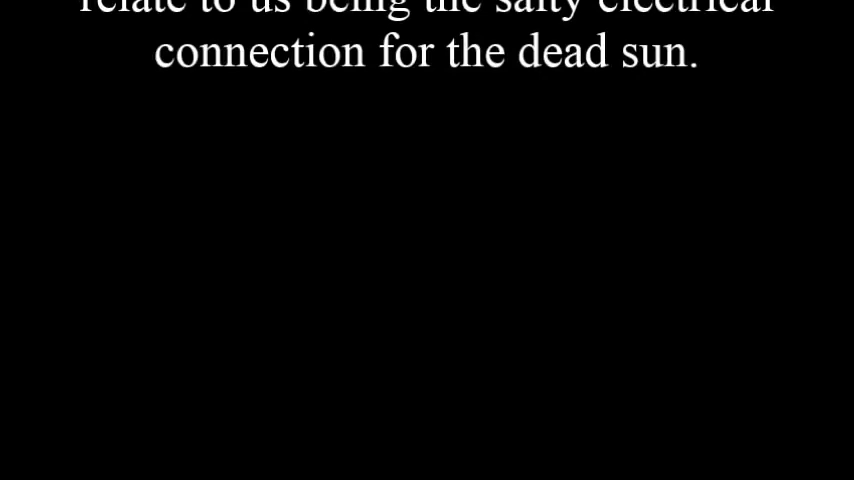 relate to us being the salty electrical
connection for the dead sun.